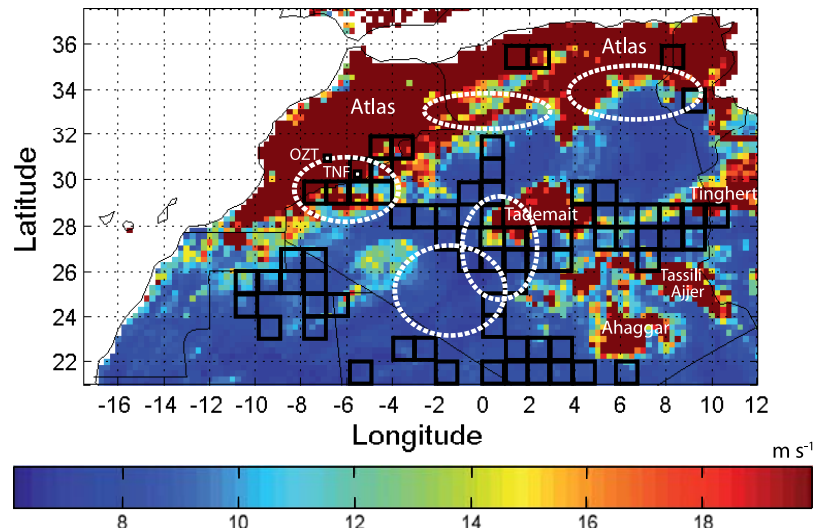 36
34
32
30
28
26
24
22
Latitude
Atlas
Atlas
OZT
TNF
Tinghert
Tademait
Tassili
Ajjer
Ahaggar
-16 -14 -12 -10 -8 -6 -4 -2 0 2 4 6 8 10 12
Longitude
m s⁻¹
8 10 12 14 16 18